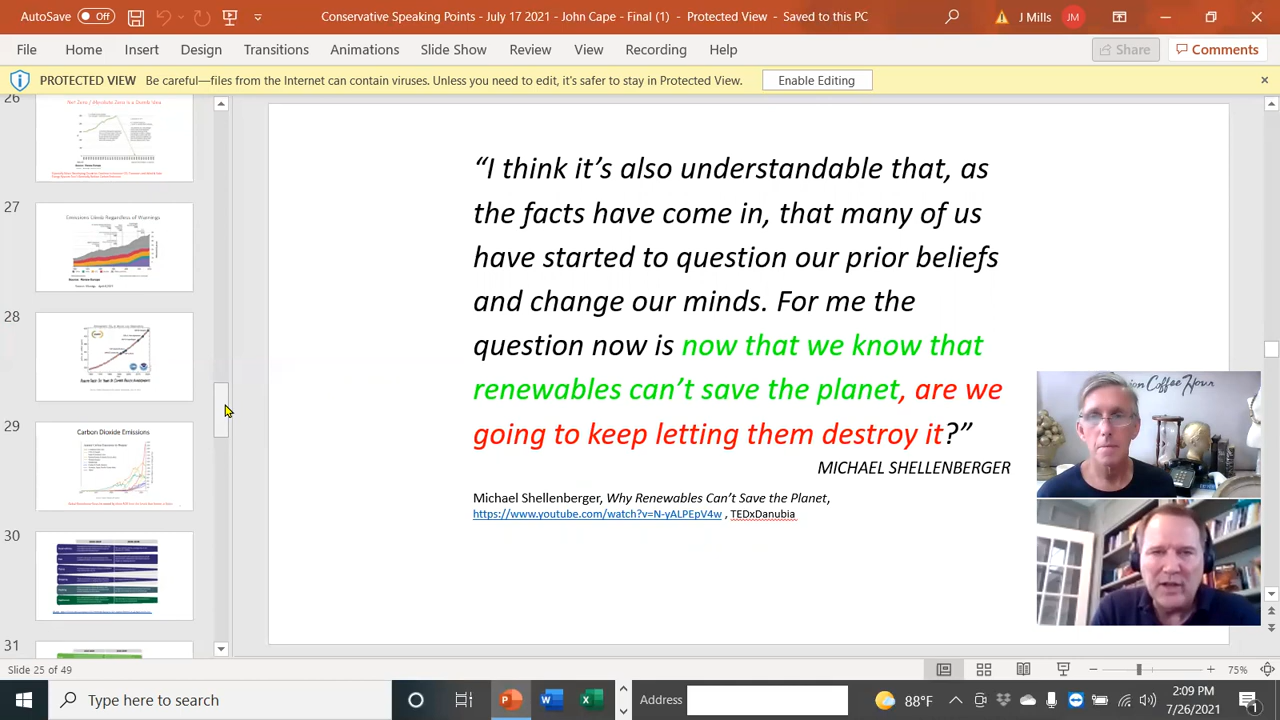 AutoSave Off
Conservative Speaking Points - July 17 2021 - John Cape - Final (1) - Protected View - Saved to this PC
J Mills
JM
File Home Insert Design Transitions Animations Slide Show Review View Recording Help
Share
Comments
PROTECTED VIEW Be careful—files from the Internet can contain viruses. Unless you need to edit, it's safer to stay in Protected View.
Enable Editing
26
27
Emissions Climb Regardless of Warnings
28
29
Carbon Dioxide Emissions
30
31
“I think it’s also understandable that, as
the facts have come in, that many of us
have started to question our prior beliefs
and change our minds. For me the
question now is now that we know that
renewables can’t save the planet, are we
going to keep letting them destroy it?”
MICHAEL SHELLENBERGER
Michael Shellenberger, Why Renewables Can’t Save the Planet,
https://www.youtube.com/watch?v=N-yALPEpV4w , TEDxDanubia
Coffee Hour
Slide 25 of 49
75%
Type here to search
Address
88°F
2:09 PM
7/26/2021
1